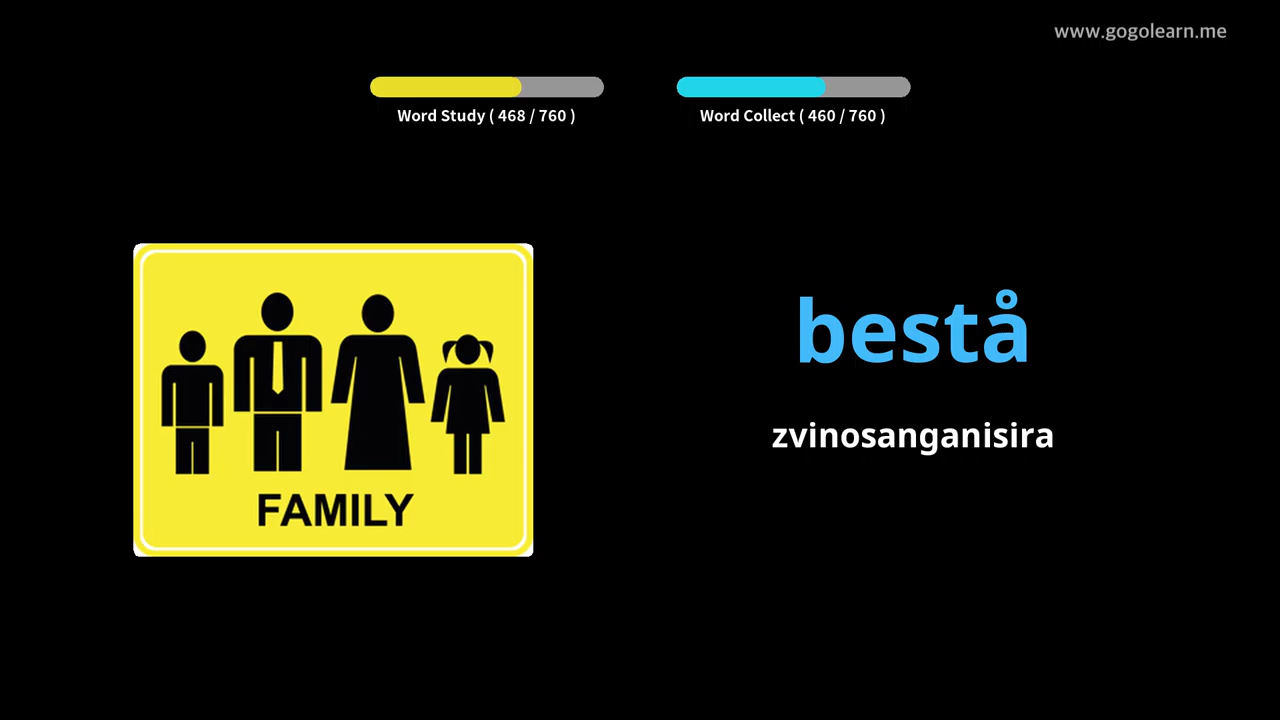 www.gogolearn.me
Word Study ( 468 / 760 )
Word Collect ( 460 / 760 )
FAMILY
bestå
zvinosanganisira